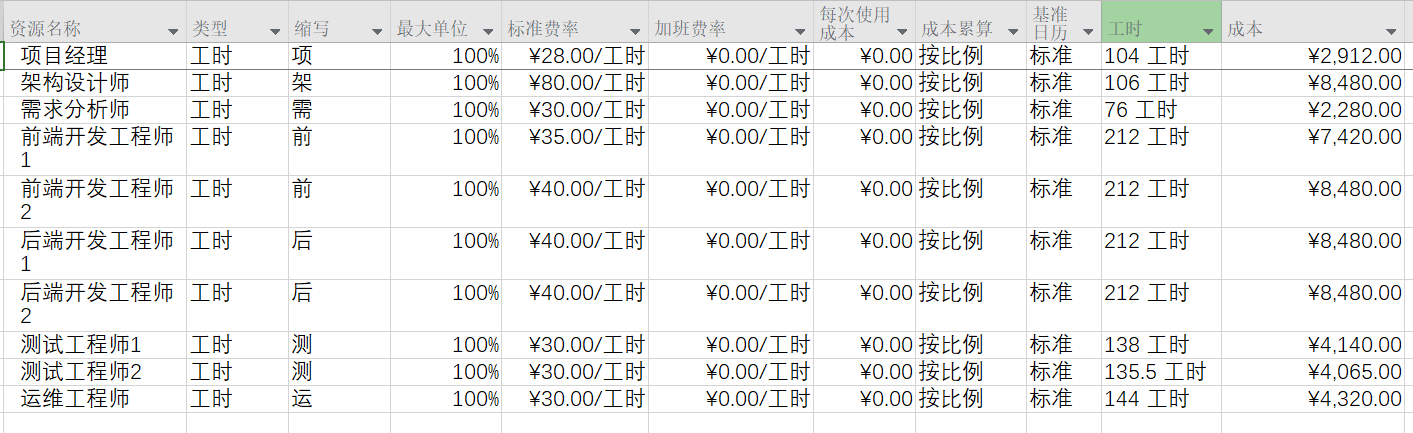 资源名称 类型 缩写 最大单位 标准费率 加班费率 每次使用成本 成本累算 基准日历 工时 成本
项目经理 工时 项 100% ¥28.00/工时 ¥0.00/工时 ¥0.00 按比例 标准 104 工时 ¥2,912.00
架构设计师 工时 架 100% ¥80.00/工时 ¥0.00/工时 ¥0.00 按比例 标准 106 工时 ¥8,480.00
需求分析师 工时 需 100% ¥30.00/工时 ¥0.00/工时 ¥0.00 按比例 标准 76 工时 ¥2,280.00
前端开发工程师1 工时 前 100% ¥35.00/工时 ¥0.00/工时 ¥0.00 按比例 标准 212 工时 ¥7,420.00
前端开发工程师2 工时 前 100% ¥40.00/工时 ¥0.00/工时 ¥0.00 按比例 标准 212 工时 ¥8,480.00
后端开发工程师1 工时 后 100% ¥40.00/工时 ¥0.00/工时 ¥0.00 按比例 标准 212 工时 ¥8,480.00
后端开发工程师2 工时 后 100% ¥40.00/工时 ¥0.00/工时 ¥0.00 按比例 标准 212 工时 ¥8,480.00
测试工程师1 工时 测 100% ¥30.00/工时 ¥0.00/工时 ¥0.00 按比例 标准 138 工时 ¥4,140.00
测试工程师2 工时 测 100% ¥30.00/工时 ¥0.00/工时 ¥0.00 按比例 标准 135.5 工时 ¥4,065.00
运维工程师 工时 运 100% ¥30.00/工时 ¥0.00/工时 ¥0.00 按比例 标准 144 工时 ¥4,320.00